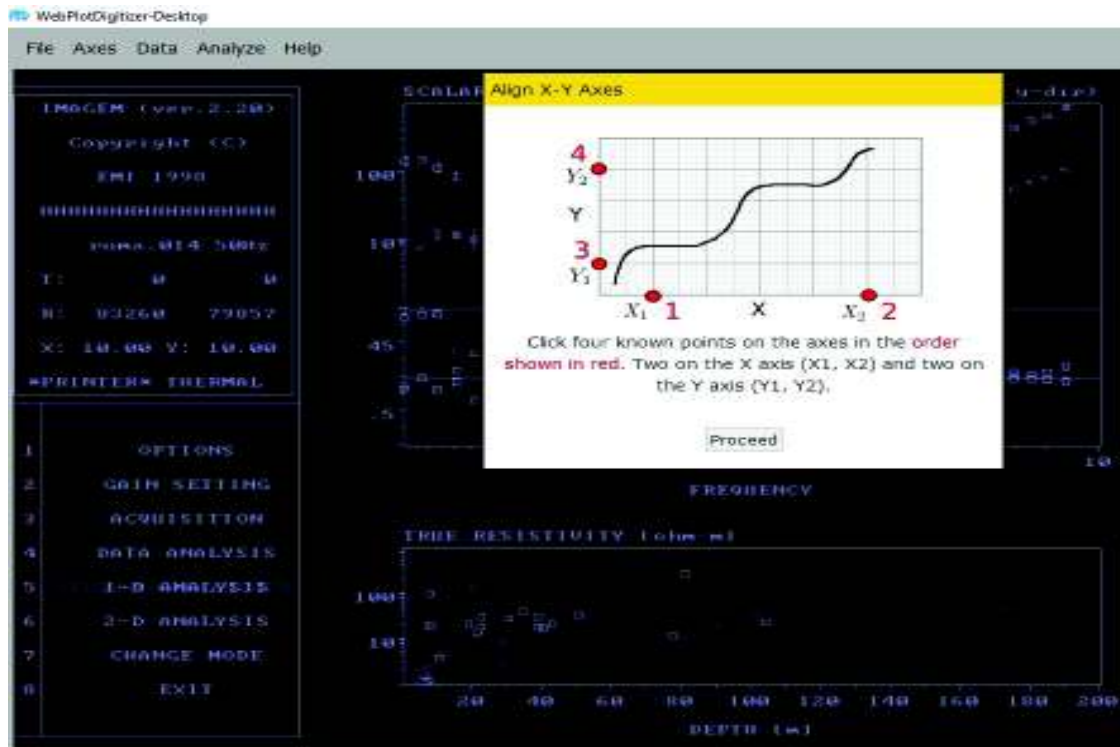 WebPlotDigitizer-Desktop
File Axes Data Analyze Help
IMAGEM (ver.2.20)
Copyright (C)
EMI 1990
roma.014 50Hz
I: 0 0
N: 03260 79057
X: 10.00 Y: 10.00
*PRINTER* THERMAL
1 OPTIONS
2 GAIN SETTING
3 ACQUISITION
4 DATA ANALYSIS
5 1-D ANALYSIS
6 2-D ANALYSIS
7 CHANGE MODE
8 EXIT
SCALAR
y-dir)
100
10
45
10
FREQUENCY
Align X-Y Axes
4
Y2
Y
3
Y1
X1 1 X X2 2
Click four known points on the axes in the order
shown in red. Two on the X axis (X1, X2) and two on
the Y axis (Y1, Y2).
Proceed
TRUE RESISTIVITY (ohm-m)
100
10
20 40 60 80 100 120 140 160 180 200
DEPTH (m)